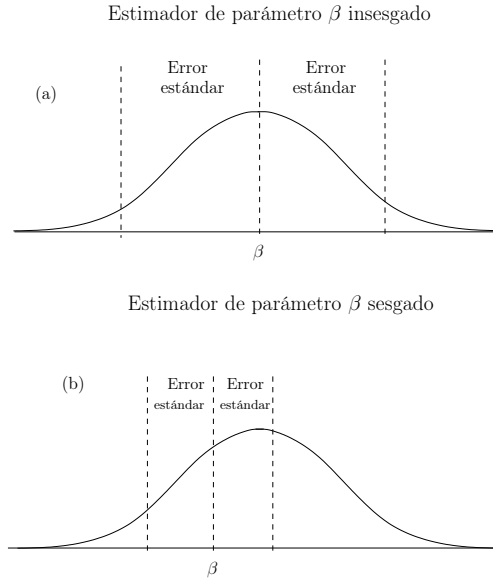 Estimador de parámetro β insesgado
Error Error
(a) estándar estándar
β
Estimador de parámetro β sesgado
(b) Error Error
estándar estándar
β